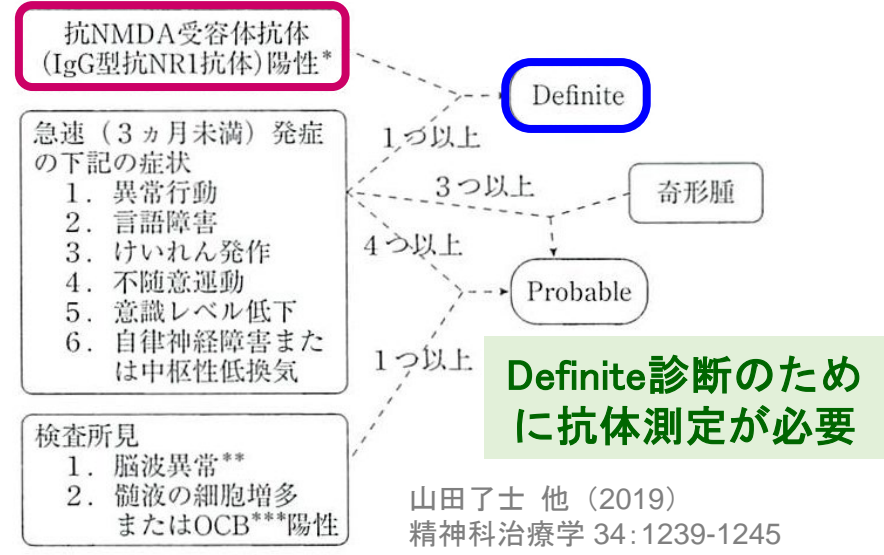 抗NMDA受容体抗体
(IgG型抗NR1抗体)陽性*
Definite
急速（３ヵ月未満）発症
の下記の症状
1．異常行動
2．言語障害
3．けいれん発作
4．不随意運動
5．意識レベル低下
6．自律神経障害また
は中枢性低換気
1つ以上
3つ以上
奇形腫
4つ以上
Probable
1つ以上
Definite診断のため
に抗体測定が必要
検査所見
1．脳波異常**
2．髄液の細胞増多
またはOCB***陽性
山田了士 他（2019）
精神科治療学 34：1239-1245